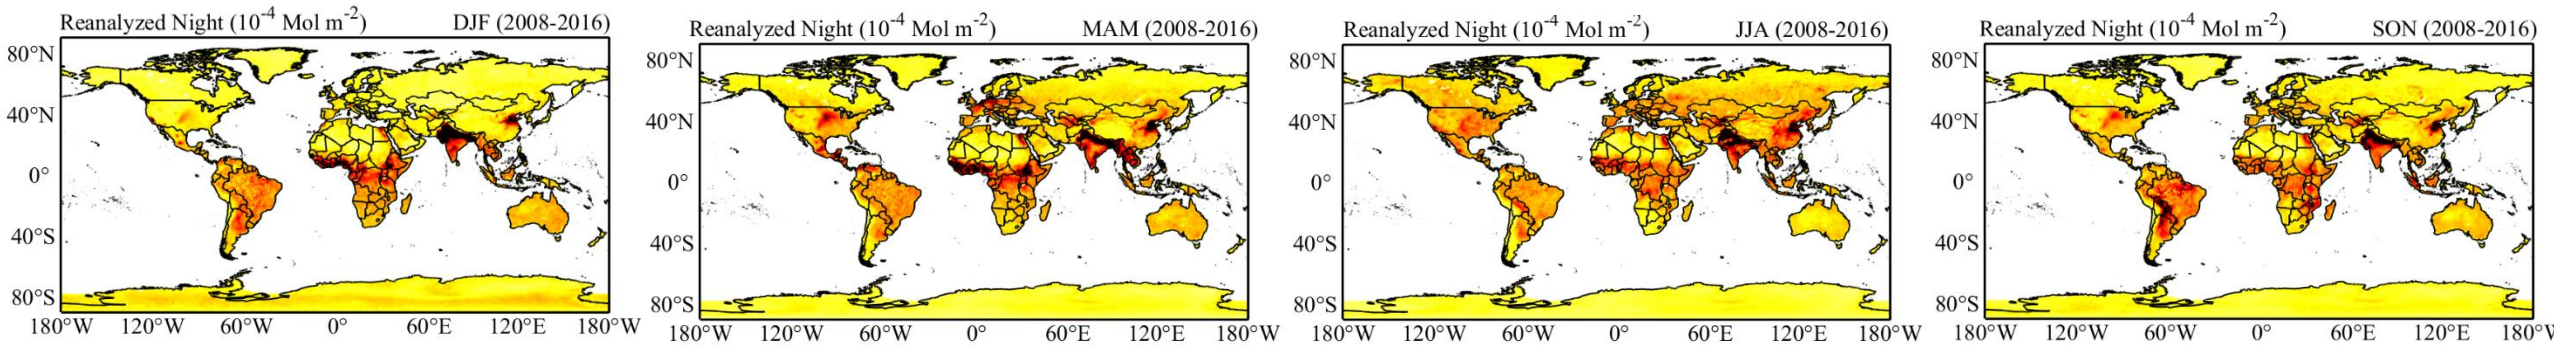 Reanalyzed Night (10⁻⁴ Mol m⁻²) DJF (2008-2016)
80°N
40°N
0°
40°S
80°S
180°W 120°W 60°W 0° 60°E 120°E 180°W
Reanalyzed Night (10⁻⁴ Mol m⁻²) MAM (2008-2016)
80°N
40°N
0°
40°S
80°S
180°W 120°W 60°W 0° 60°E 120°E 180°W
Reanalyzed Night (10⁻⁴ Mol m⁻²) JJA (2008-2016)
80°N
40°N
0°
40°S
80°S
180°W 120°W 60°W 0° 60°E 120°E 180°W
Reanalyzed Night (10⁻⁴ Mol m⁻²) SON (2008-2016)
80°N
40°N
0°
40°S
80°S
180°W 120°W 60°W 0° 60°E 120°E 180°W